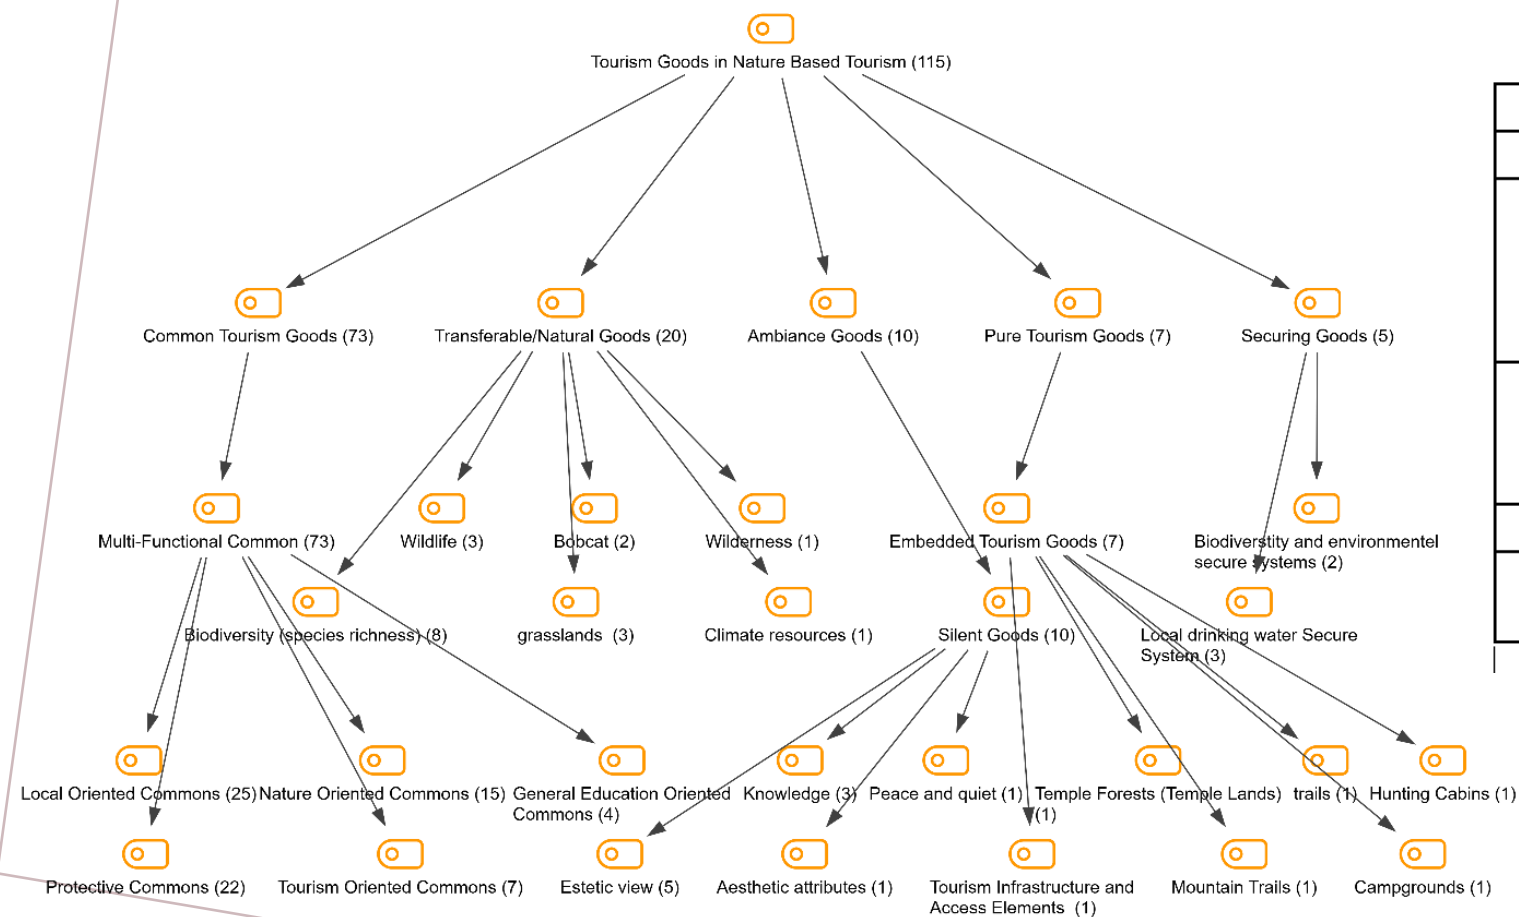 Tourism Goods in Nature Based Tourism (115)
Common Tourism Goods (73)
Transferable/Natural Goods (20)
Ambiance Goods (10)
Pure Tourism Goods (7)
Securing Goods (5)
Multi-Functional Common (73)
Wildlife (3)
Bobcat (2)
Wilderness (1)
Embedded Tourism Goods (7)
Biodiverstity and environmentel
secure systems (2)
Biodiversity (species richness) (8)
grasslands (3)
Climate resources (1)
Silent Goods (10)
Local drinking water Secure
System (3)
Local Oriented Commons (25)
Nature Oriented Commons (15)
General Education Oriented
Commons (4)
Knowledge (3)
Peace and quiet (1)
Temple Forests (Temple Lands)
(1)
trails (1)
Hunting Cabins (1)
Protective Commons (22)
Tourism Oriented Commons (7)
Estetic view (5)
Aesthetic attributes (1)
Tourism Infrastructure and
Access Elements (1)
Mountain Trails (1)
Campgrounds (1)